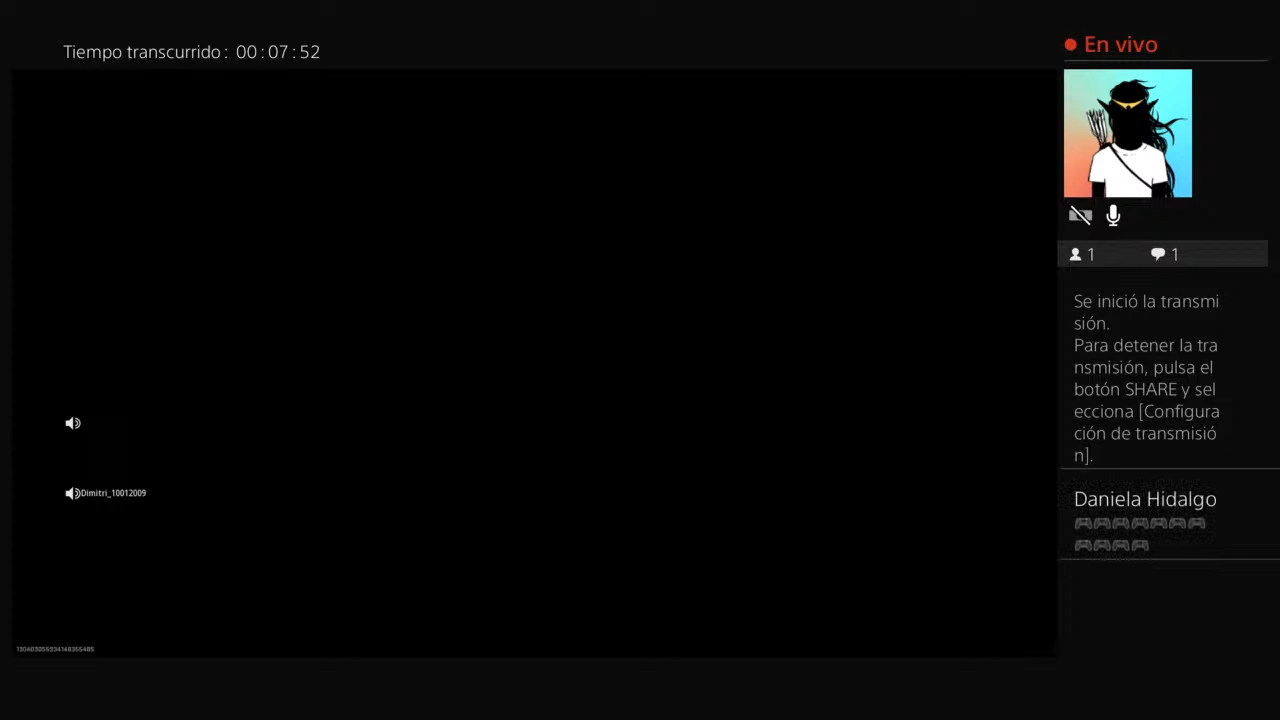 Tiempo transcurrido : 00 : 07 : 52
En vivo
1 1
Se inició la transmi
sión.
Para detener la tra
nsmisión, pulsa el
botón SHARE y sel
ecciona [Configura
ción de transmisió
n].
Dimitri_10012009
Daniela Hidalgo